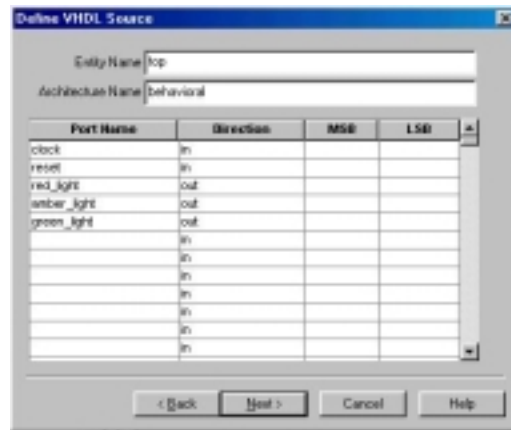 Define VHDL Source
Entity Name top
Architecture Name behavioral
Port Name Direction MSB LSB
clock in
reset in
red_light out
amber_light out
green_light out
in
in
in
in
in
in
in
< Back Next > Cancel Help